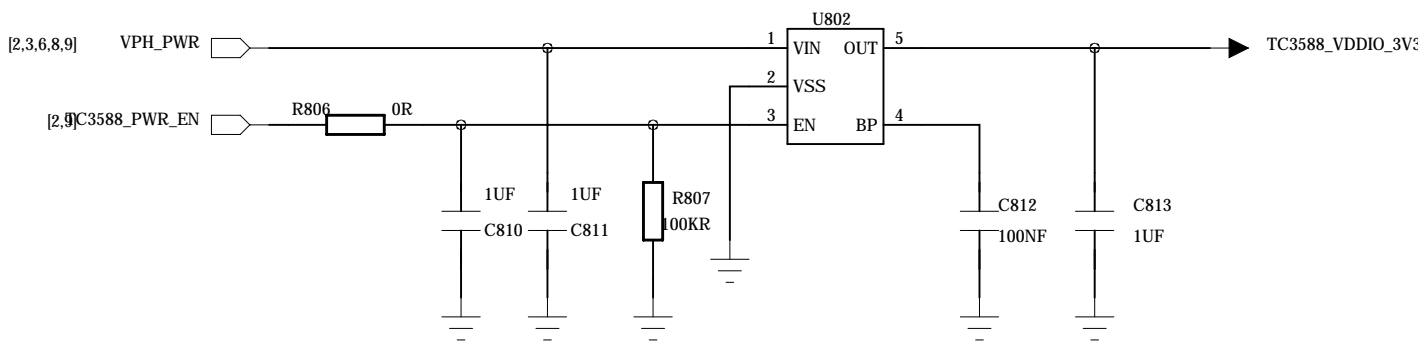 U802
[2,3,6,8,9] VPH_PWR 1 VIN OUT 5 TC3588_VDDIO_3V3
2 VSS
R806 0R
[2,9] TC3588_PWR_EN 3 EN BP 4
1UF 1UF R807 C812 C813
C810 C811 100KR 100NF 1UF